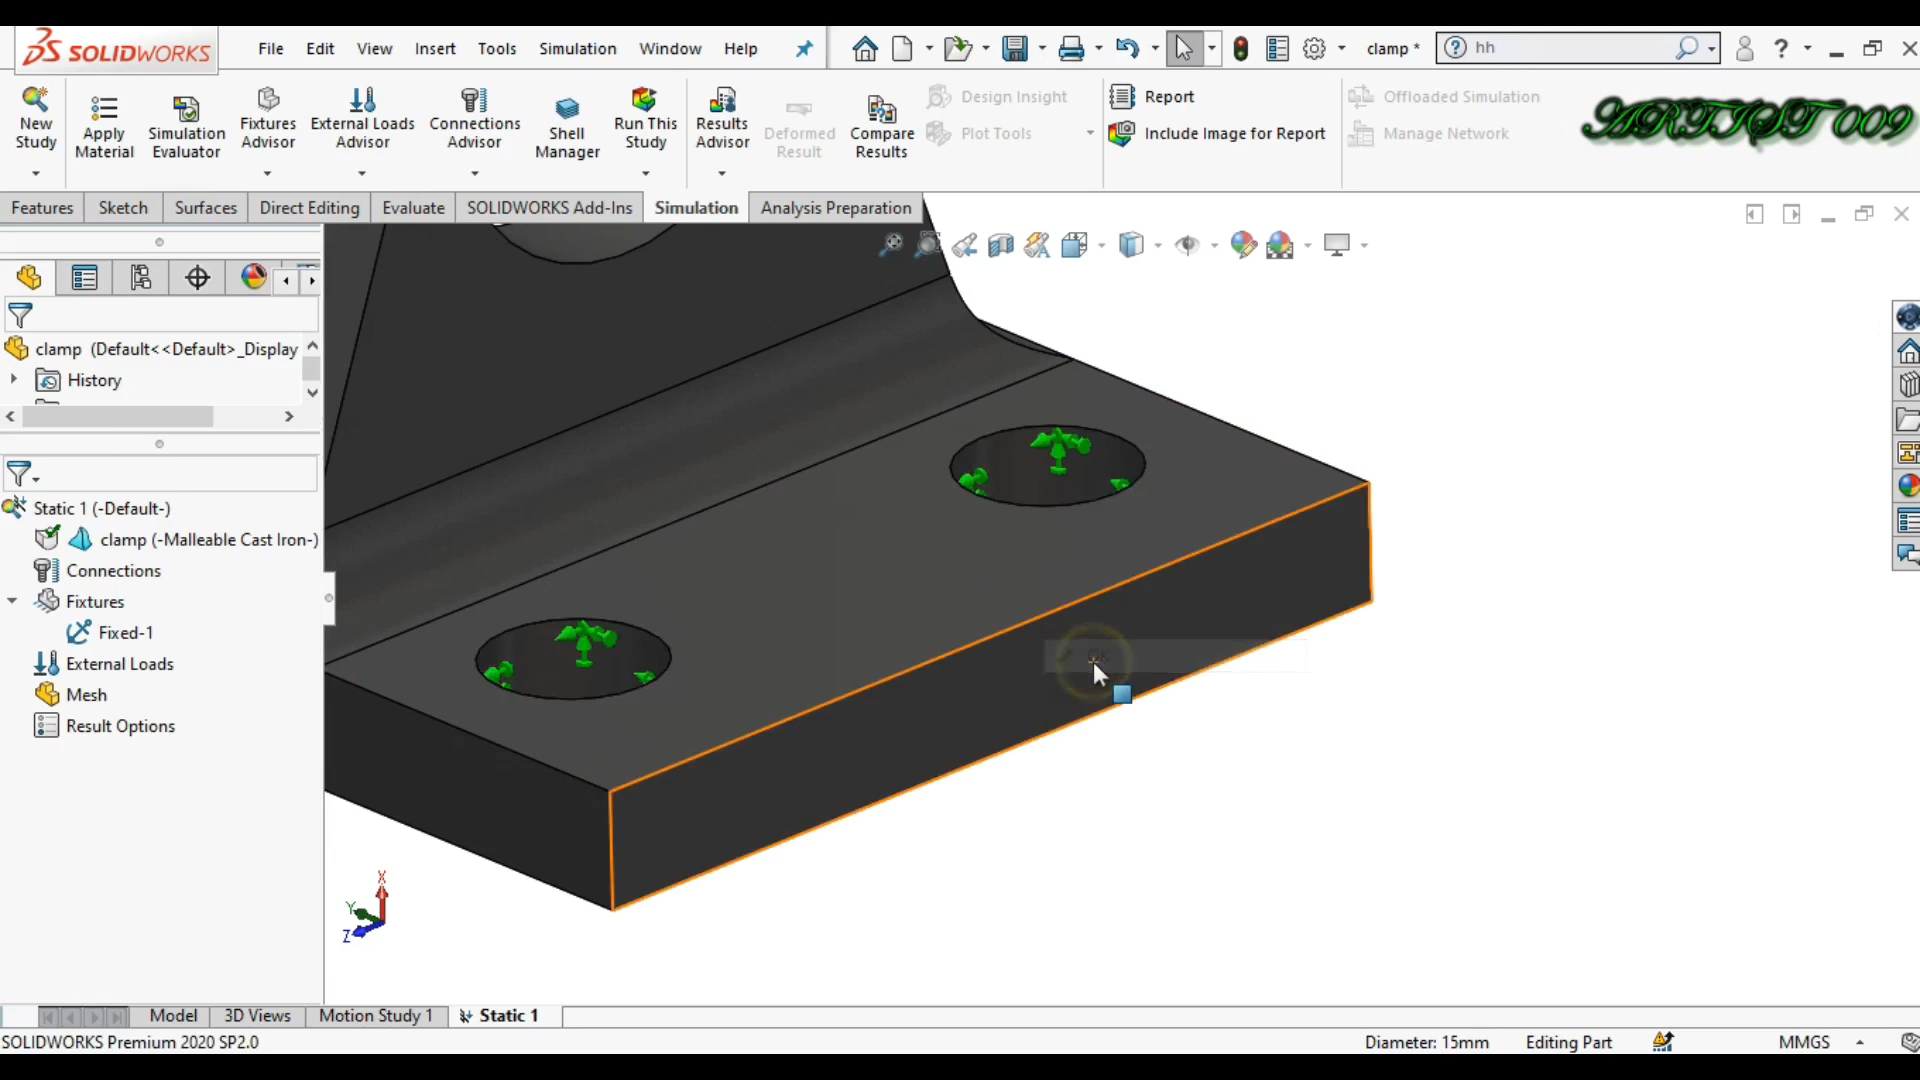 SOLIDWORKS
File Edit View Insert Tools Simulation Window Help
clamp *
hh
New Study
Apply Material
Simulation Evaluator
Fixtures Advisor
External Loads Advisor
Connections Advisor
Shell Manager
Run This Study
Results Advisor
Deformed Result
Compare Results
Design Insight
Plot Tools
Report
Include Image for Report
Offloaded Simulation
Manage Network
ARTIST 009
Features Sketch Surfaces Direct Editing Evaluate SOLIDWORKS Add-Ins Simulation Analysis Preparation
clamp (Default<<Default>_Display
History
Static 1 (-Default-)
clamp (-Malleable Cast Iron-)
Connections
Fixtures
Fixed-1
External Loads
Mesh
Result Options
OK
X
Y
Z
Model 3D Views Motion Study 1 Static 1
SOLIDWORKS Premium 2020 SP2.0
Diameter: 15mm Editing Part MMGS